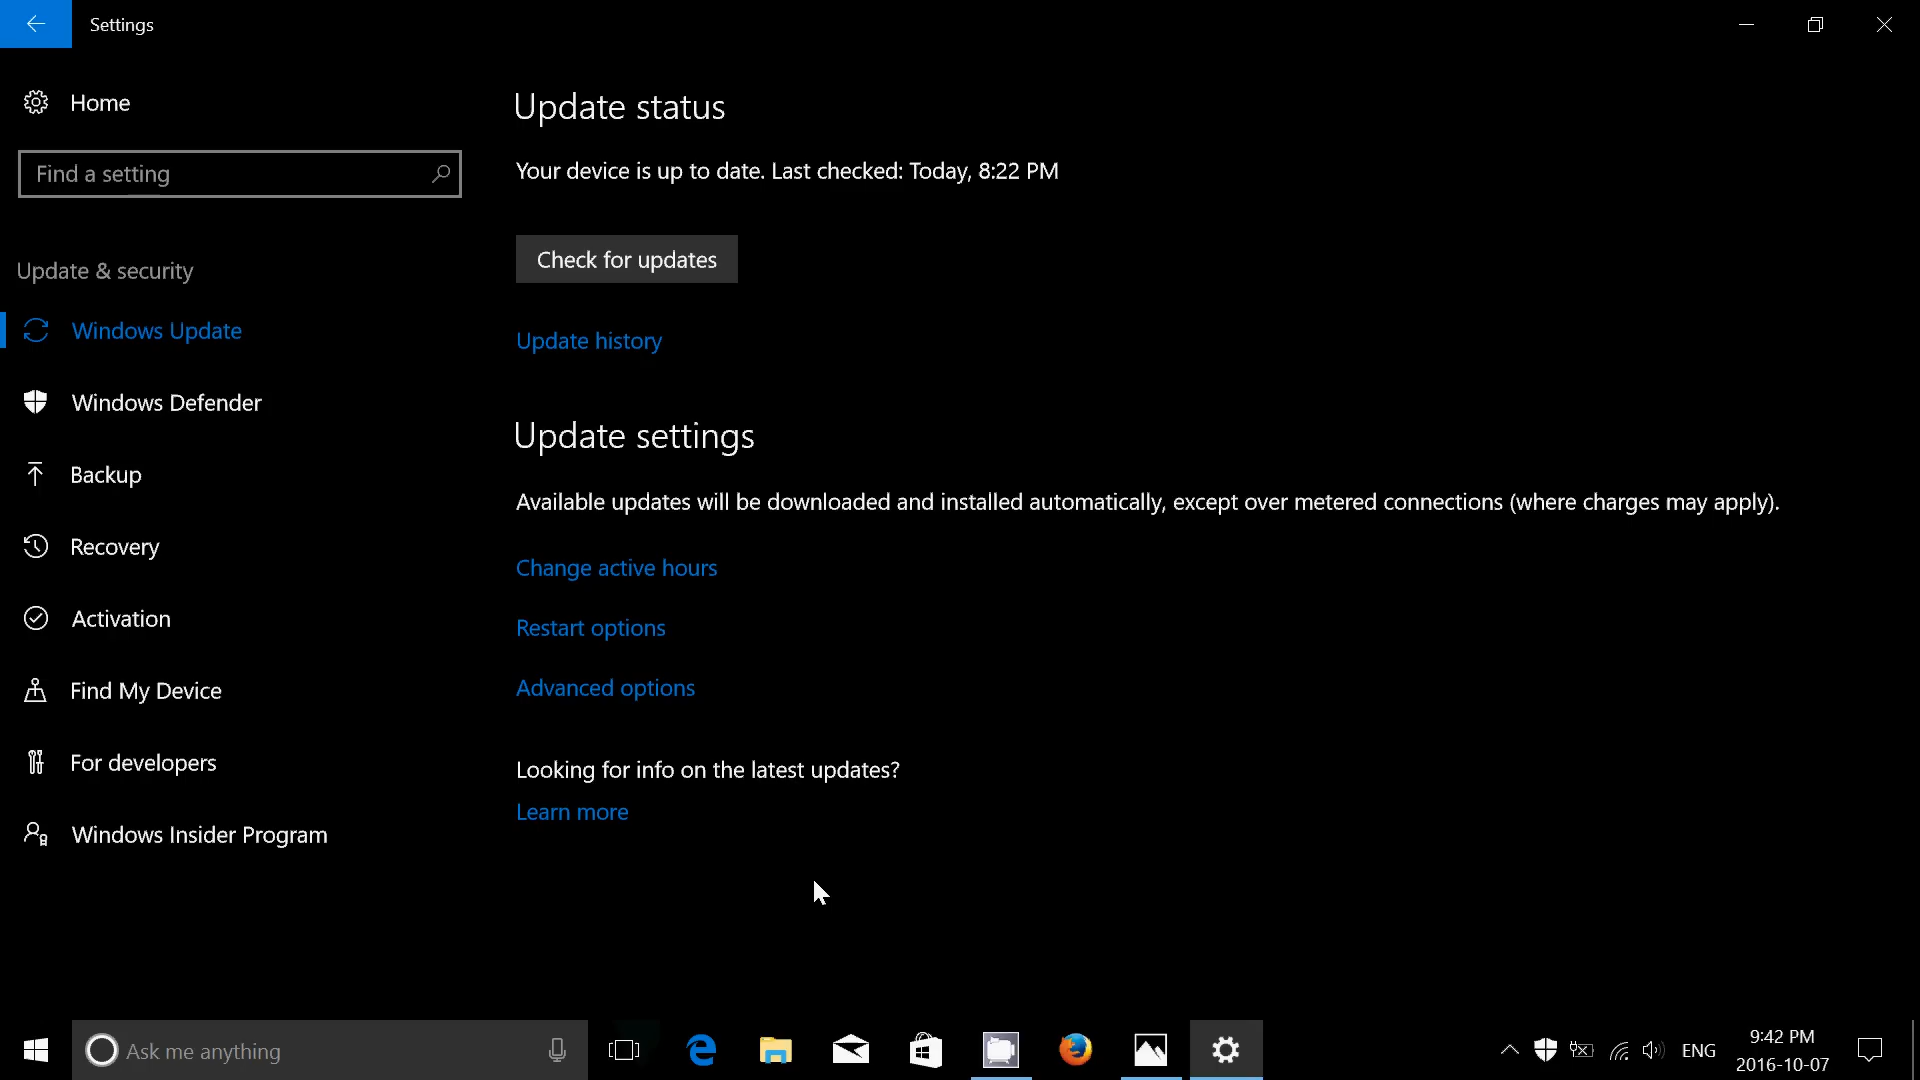 Settings
Home
Find a setting
Update & security
Windows Update
Windows Defender
Backup
Recovery
Activation
Find My Device
For developers
Windows Insider Program
Update status
Your device is up to date. Last checked: Today, 8:22 PM
Check for updates
Update history
Update settings
Available updates will be downloaded and installed automatically, except over metered connections (where charges may apply).
Change active hours
Restart options
Advanced options
Looking for info on the latest updates?
Learn more
Ask me anything
ENG
9:42 PM
2016-10-07